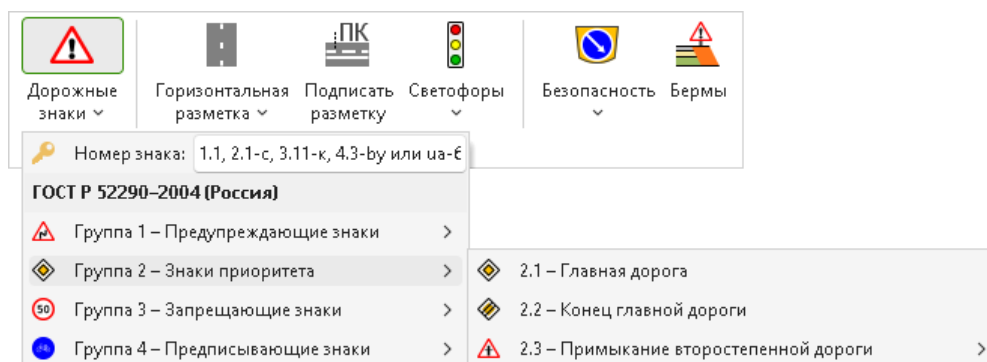 ПК
Дорожные знаки
Горизонтальная разметка
Подписать разметку
Светофоры
Безопасность
Бермы
Номер знака: 1.1, 2.1-с, 3.11-к, 4.3-by или ua-6
ГОСТ Р 52290–2004 (Россия)
Группа 1 – Предупреждающие знаки
Группа 2 – Знаки приоритета
2.1 – Главная дорога
2.2 – Конец главной дороги
50
Группа 3 – Запрещающие знаки
Группа 4 – Предписывающие знаки
2.3 – Примыкание второстепенной дороги